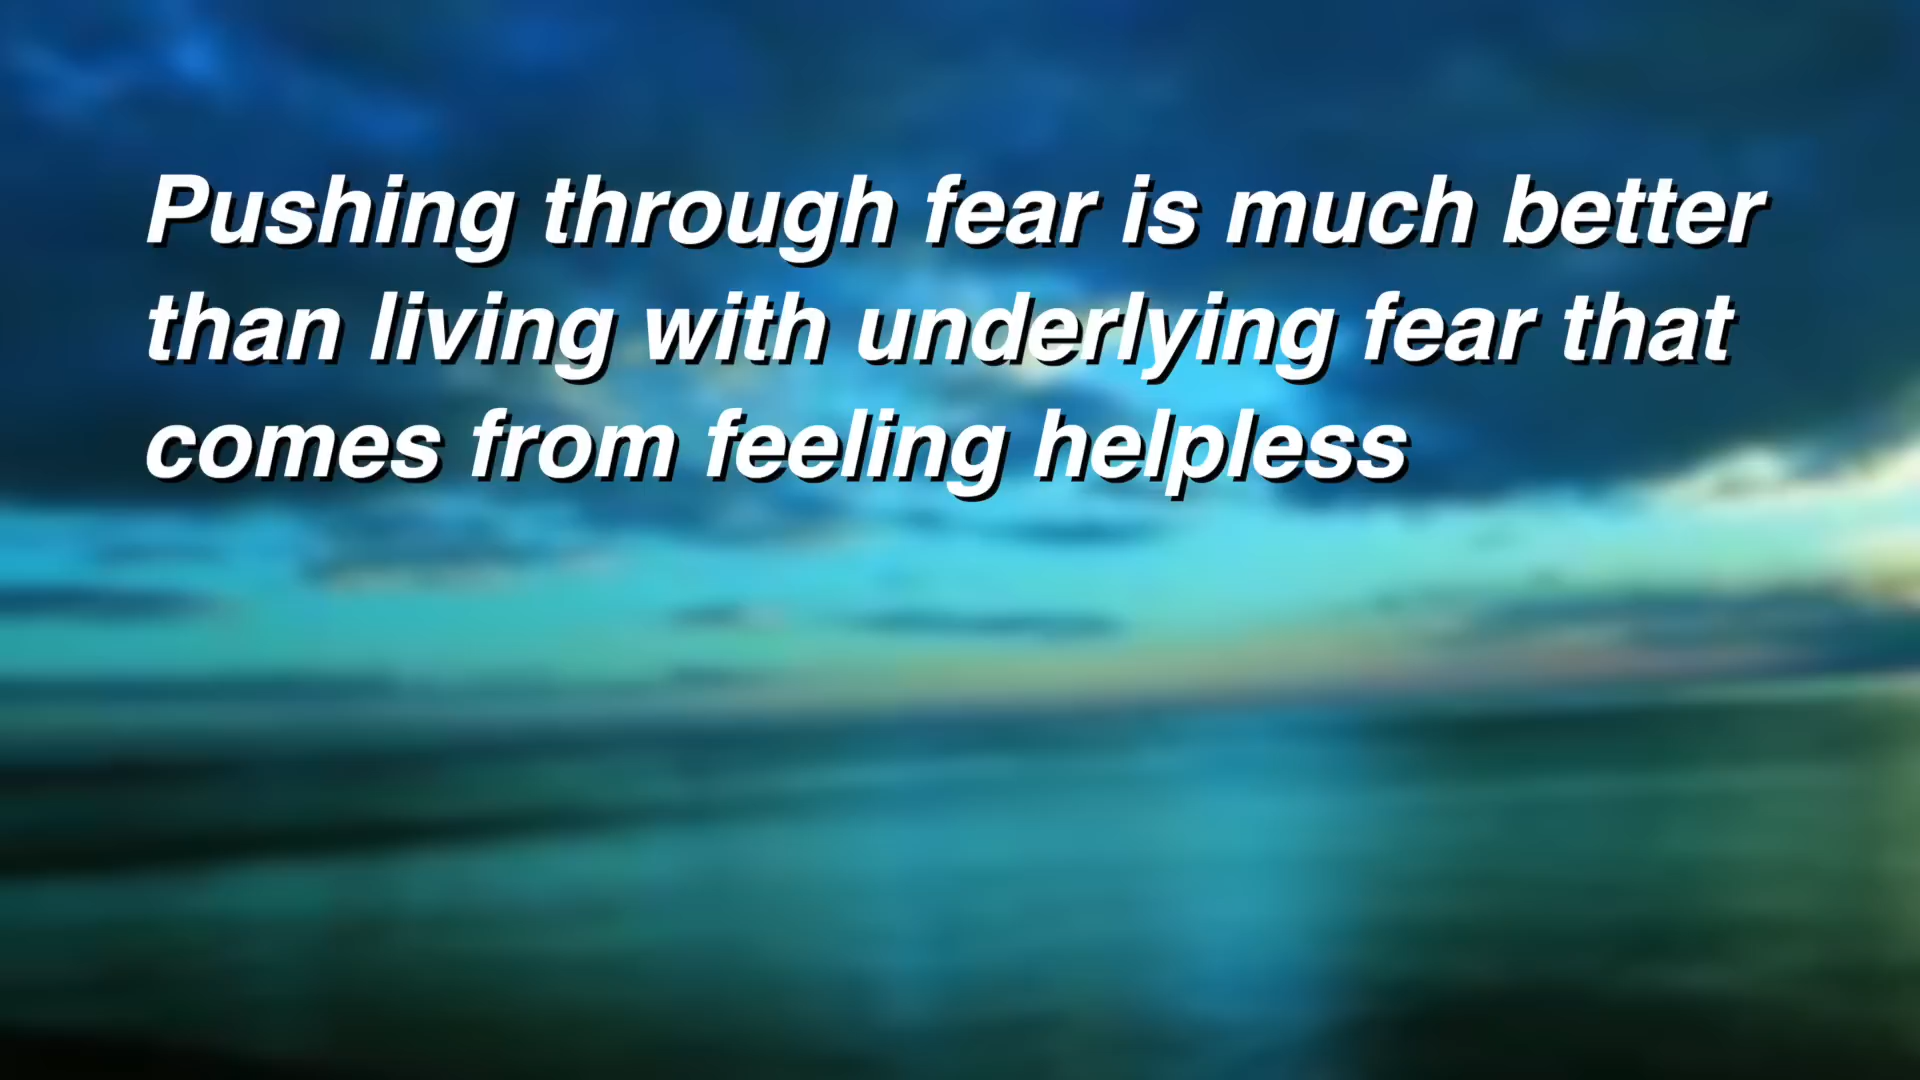 Pushing through fear is much better
than living with underlying fear that
comes from feeling helpless